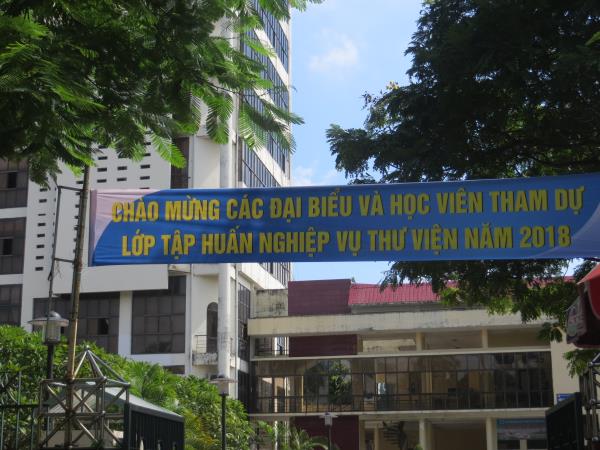 CHÀO MỪNG CÁC ĐẠI BIỂU VÀ HỌC VIÊN THAM DỰ
LỚP TẬP HUẤN NGHIỆP VỤ THƯ VIỆN NĂM 2018